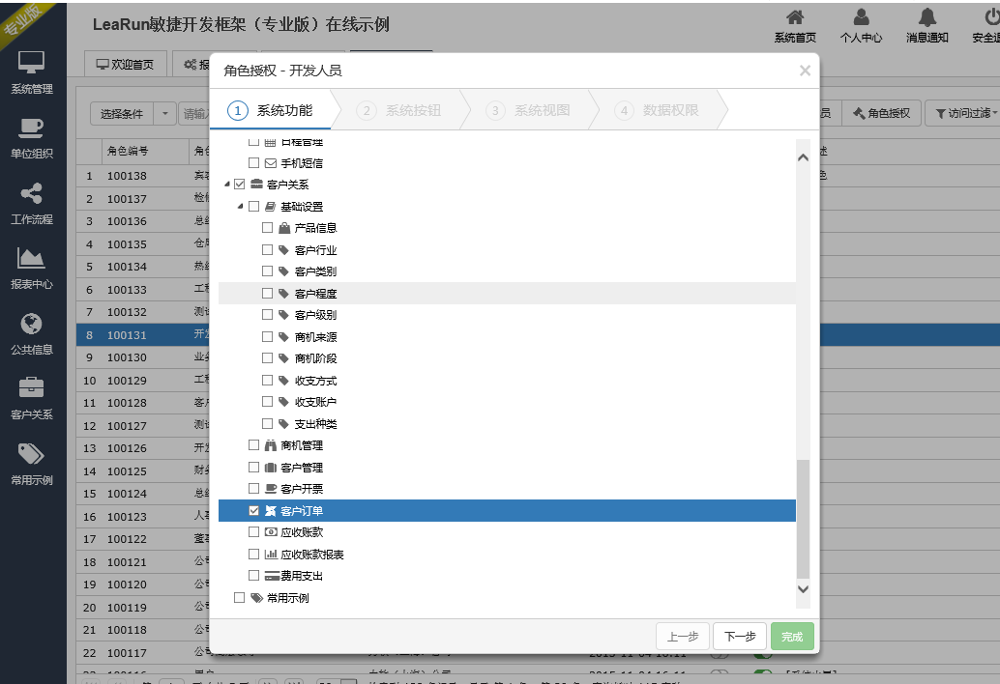 专业版
LeaRun敏捷开发框架（专业版）在线示例
系统首页
个人中心
消息通知
系统管理
单位组织
工作流程
报表中心
公共信息
客户关系
常用示例
欢迎首页
选择条件
角色授权
访问过滤
角色编号
1 100138
2 100137
3 100136
4 100135
5 100134
6 100133
7 100132
8 100131
9 100130
10 100129
11 100128
12 100127
13 100126
14 100125
15 100124
16 100123
17 100122
18 100121
19 100120
20 100119
21 100118
22 100117
角色授权 - 开发人员
1 系统功能
2 系统按钮
3 系统视图
4 数据权限
日程管理
手机短信
客户关系
基础设置
产品信息
客户行业
客户类别
客户程度
客户级别
商机来源
商机阶段
收支方式
收支账户
支出种类
商机管理
客户管理
客户开票
客户订单
应收账款
应收账款报表
费用支出
常用示例
上一步
下一步
完成